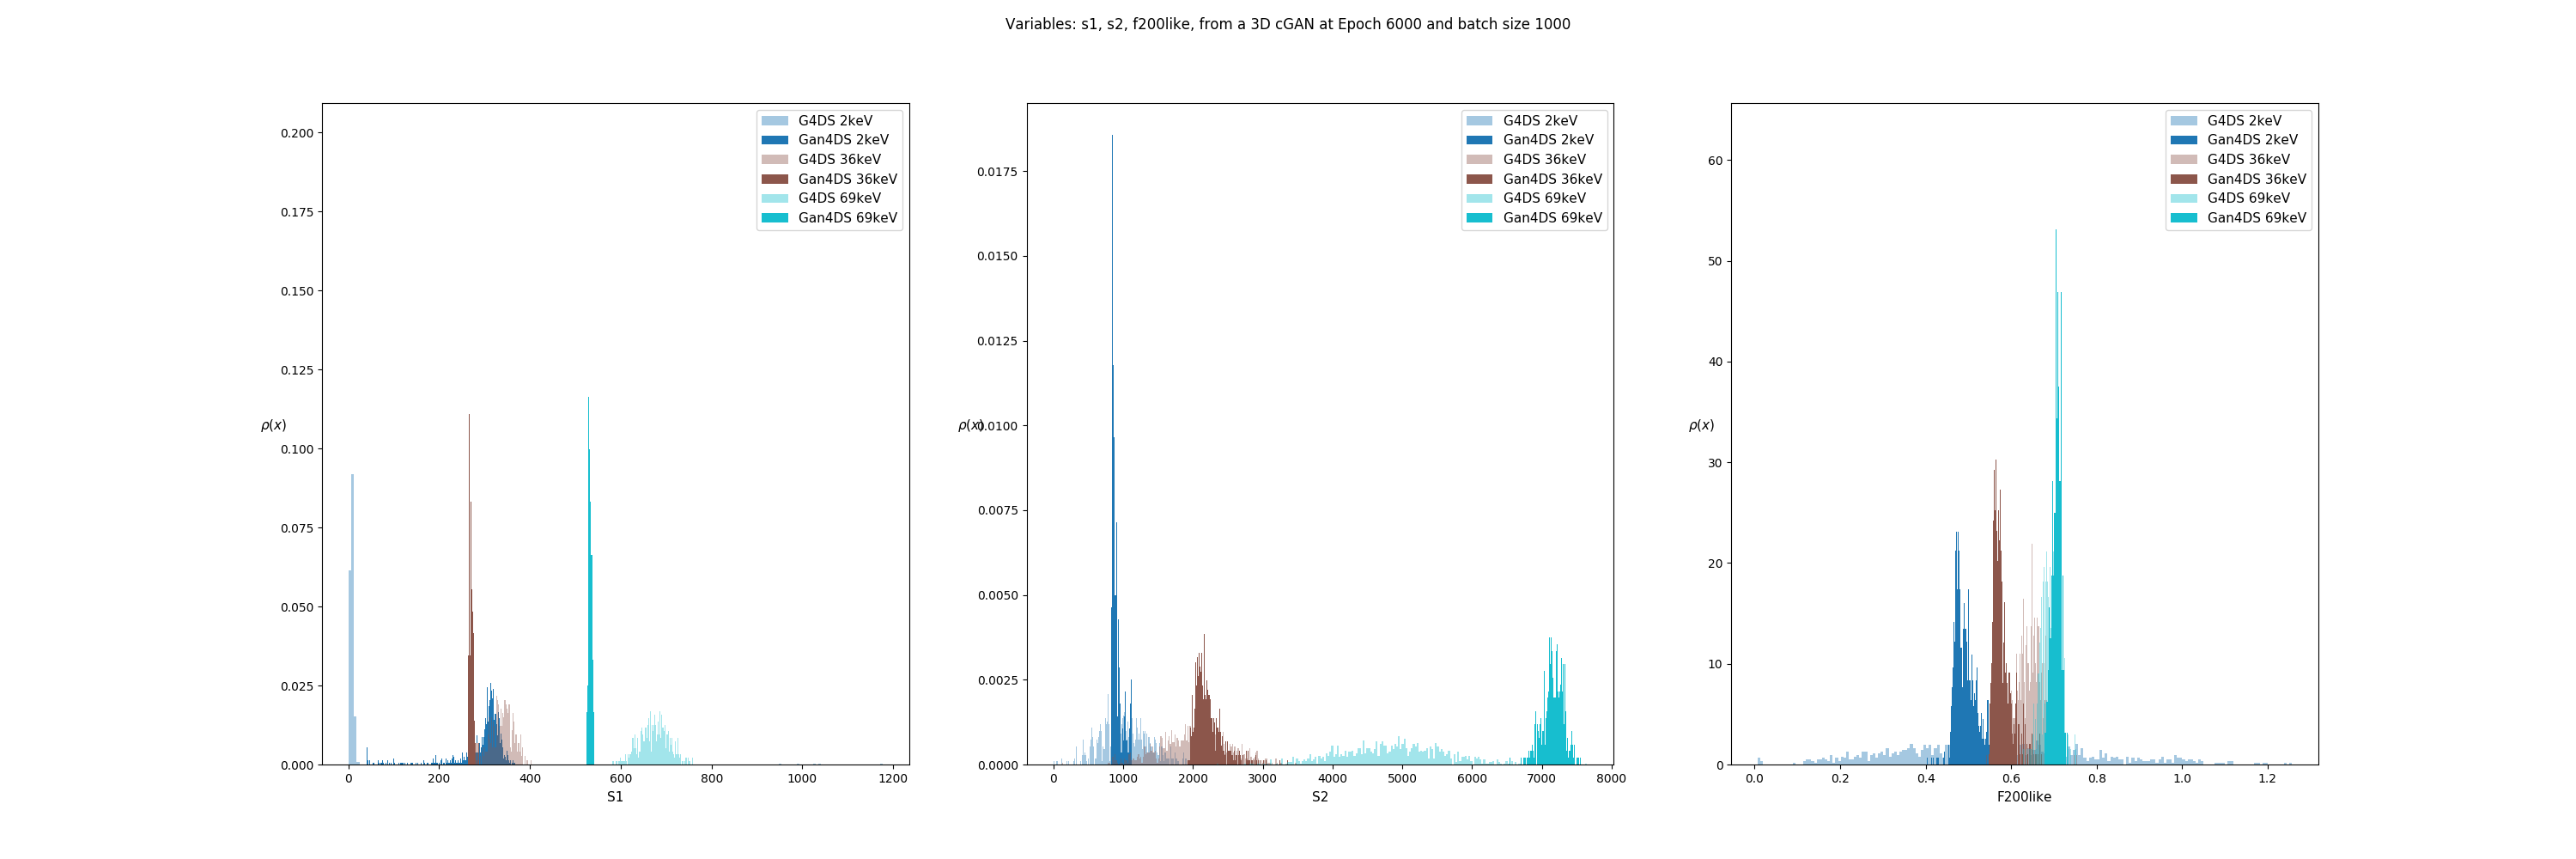 Variables: s1, s2, f200like, from a 3D cGAN at Epoch 6000 and batch size 1000
0.200
0.175
0.150
0.125
0.100
0.075
0.050
0.025
0.000
ρ(x)
0 200 400 600 800 1000 1200
S1
G4DS 2keV
Gan4DS 2keV
G4DS 36keV
Gan4DS 36keV
G4DS 69keV
Gan4DS 69keV
0.0175
0.0150
0.0125
0.0100
0.0075
0.0050
0.0025
0.0000
ρ(x)
0 1000 2000 3000 4000 5000 6000 7000 8000
S2
G4DS 2keV
Gan4DS 2keV
G4DS 36keV
Gan4DS 36keV
G4DS 69keV
Gan4DS 69keV
60
50
40
30
20
10
0
ρ(x)
0.0 0.2 0.4 0.6 0.8 1.0 1.2
F200like
G4DS 2keV
Gan4DS 2keV
G4DS 36keV
Gan4DS 36keV
G4DS 69keV
Gan4DS 69keV